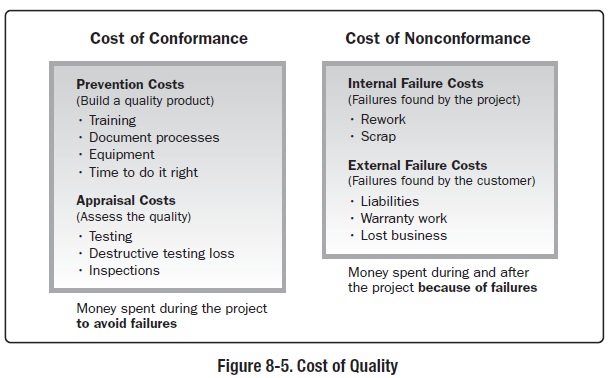 Cost of Conformance
Prevention Costs
(Build a quality product)
• Training
• Document processes
• Equipment
• Time to do it right
Appraisal Costs
(Assess the quality)
• Testing
• Destructive testing loss
• Inspections
Money spent during the project
to avoid failures
Cost of Nonconformance
Internal Failure Costs
(Failures found by the project)
• Rework
• Scrap
External Failure Costs
(Failures found by the customer)
• Liabilities
• Warranty work
• Lost business
Money spent during and after
the project because of failures
Figure 8-5. Cost of Quality